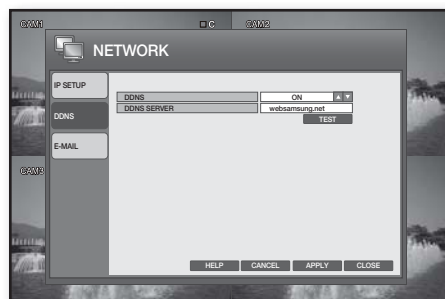 CAM1 C CAM2
NETWORK
IP SETUP
DDNS
E-MAIL
DDNS ON
DDNS SERVER websamsung.net
TEST
CAM3
HELP CANCEL APPLY CLOSE